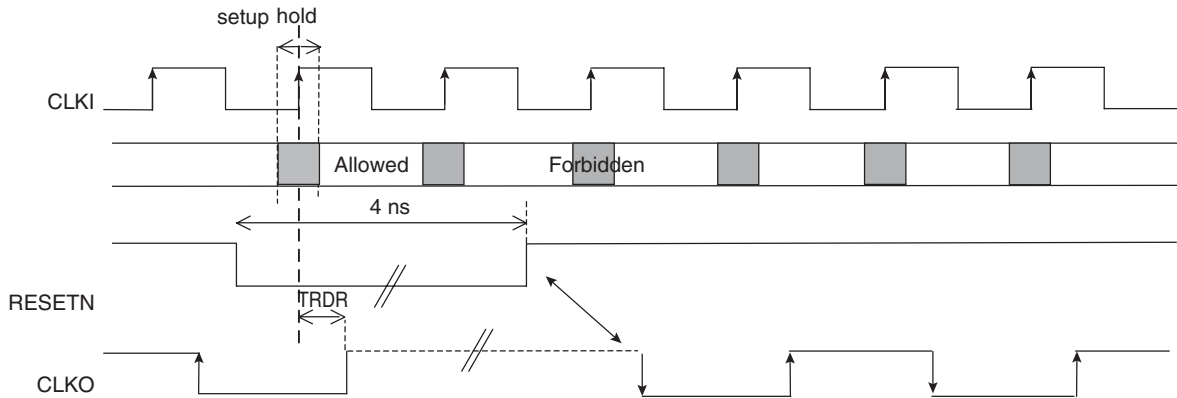 setup hold
CLKI
Allowed
Forbidden
4 ns
RESETN
TRDR
CLKO